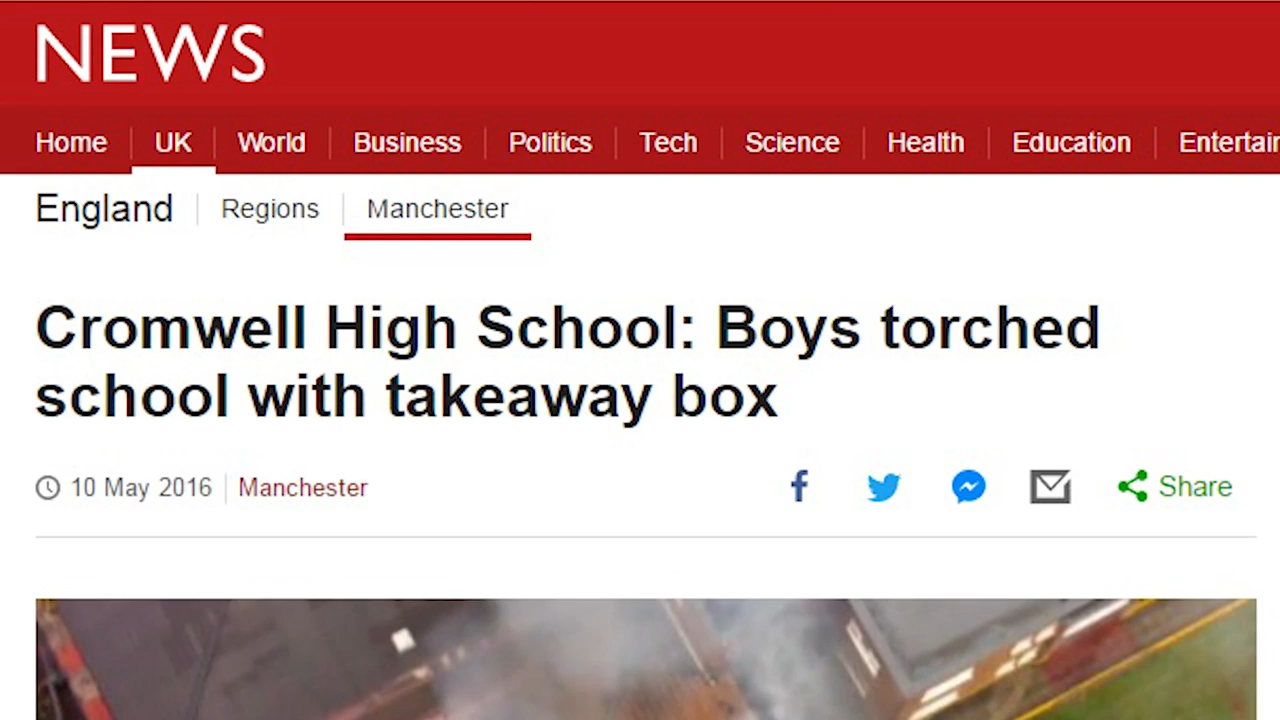 NEWS
Home UK World Business Politics Tech Science Health Education Entertain
England Regions Manchester
Cromwell High School: Boys torched
school with takeaway box
10 May 2016 Manchester Share